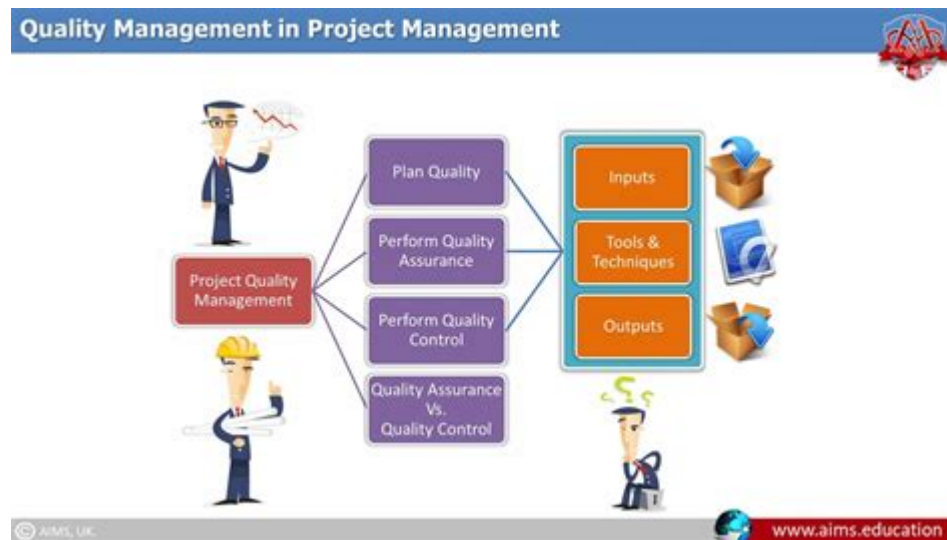 Quality Management in Project Management
Plan Quality
Perform Quality
Assurance
Project Quality
Management
Perform Quality
Control
Quality Assurance
Vs.
Quality Control
Inputs
Tools &
Techniques
Outputs
© AIMS, UK.
www.aims.education